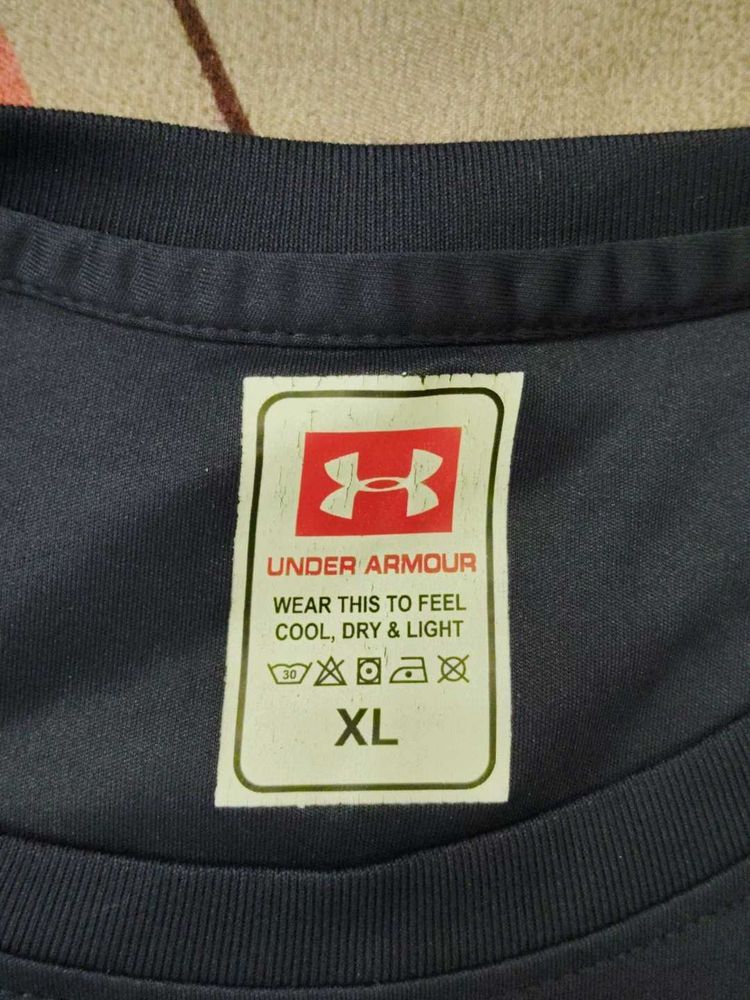 UNDER ARMOUR
WEAR THIS TO FEEL
COOL, DRY & LIGHT
30
XL